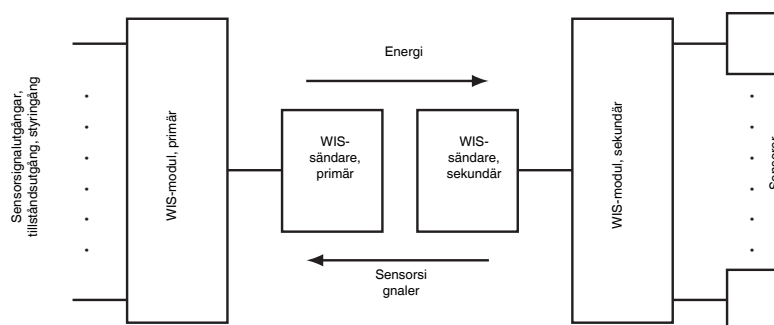 Sensorsignalutgångar,
tillståndsutgång, styringång
WIS-modul, primär
Energi
WIS-
sändare,
primär
WIS-
sändare,
sekundär
Sensorsi
gnaler
WIS-modul, sekundär
Sensorer